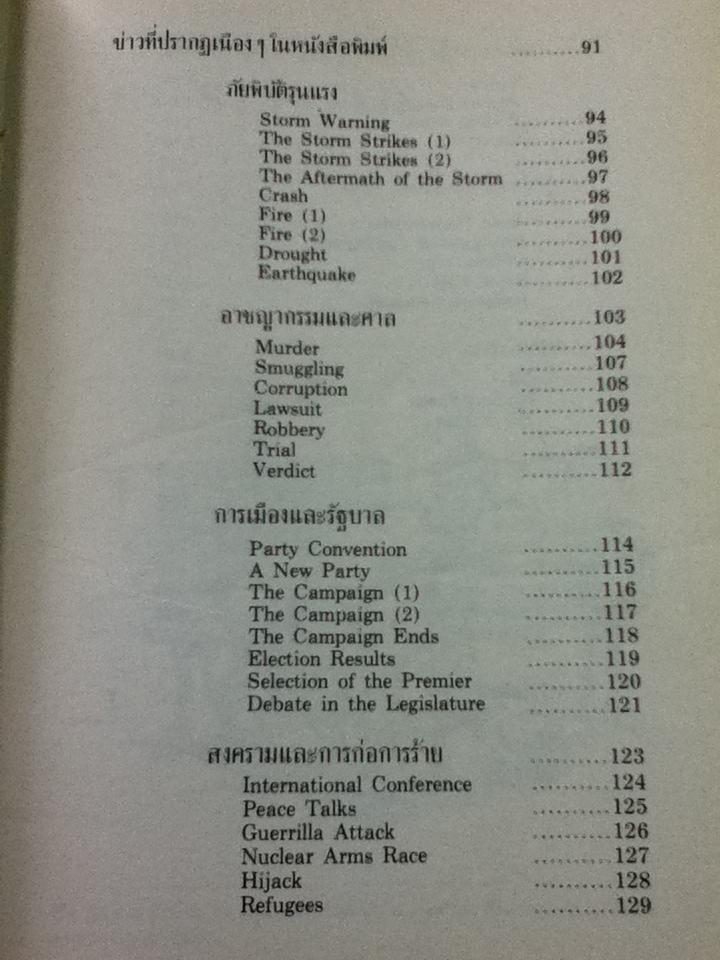 ข่าวที่ปรากฏเนือง ๆ ในหนังสือพิมพ์ ..........91
ภัยพิบัติรุนแรง
Storm Warning ..........94
The Storm Strikes (1) ..........95
The Storm Strikes (2) ..........96
The Aftermath of the Storm ..........97
Crash ..........98
Fire (1) ..........99
Fire (2) ..........100
Drought ..........101
Earthquake ..........102
อาชญากรรมและศาล ..........103
Murder ..........104
Smuggling ..........107
Corruption ..........108
Lawsuit ..........109
Robbery ..........110
Trial ..........111
Verdict ..........112
การเมืองและรัฐบาล
Party Convention ..........114
A New Party ..........115
The Campaign (1) ..........116
The Campaign (2) ..........117
The Campaign Ends ..........118
Election Results ..........119
Selection of the Premier ..........120
Debate in the Legislature ..........121
สงครามและการก่อการร้าย ..........123
International Conference ..........124
Peace Talks ..........125
Guerrilla Attack ..........126
Nuclear Arms Race ..........127
Hijack ..........128
Refugees ..........129